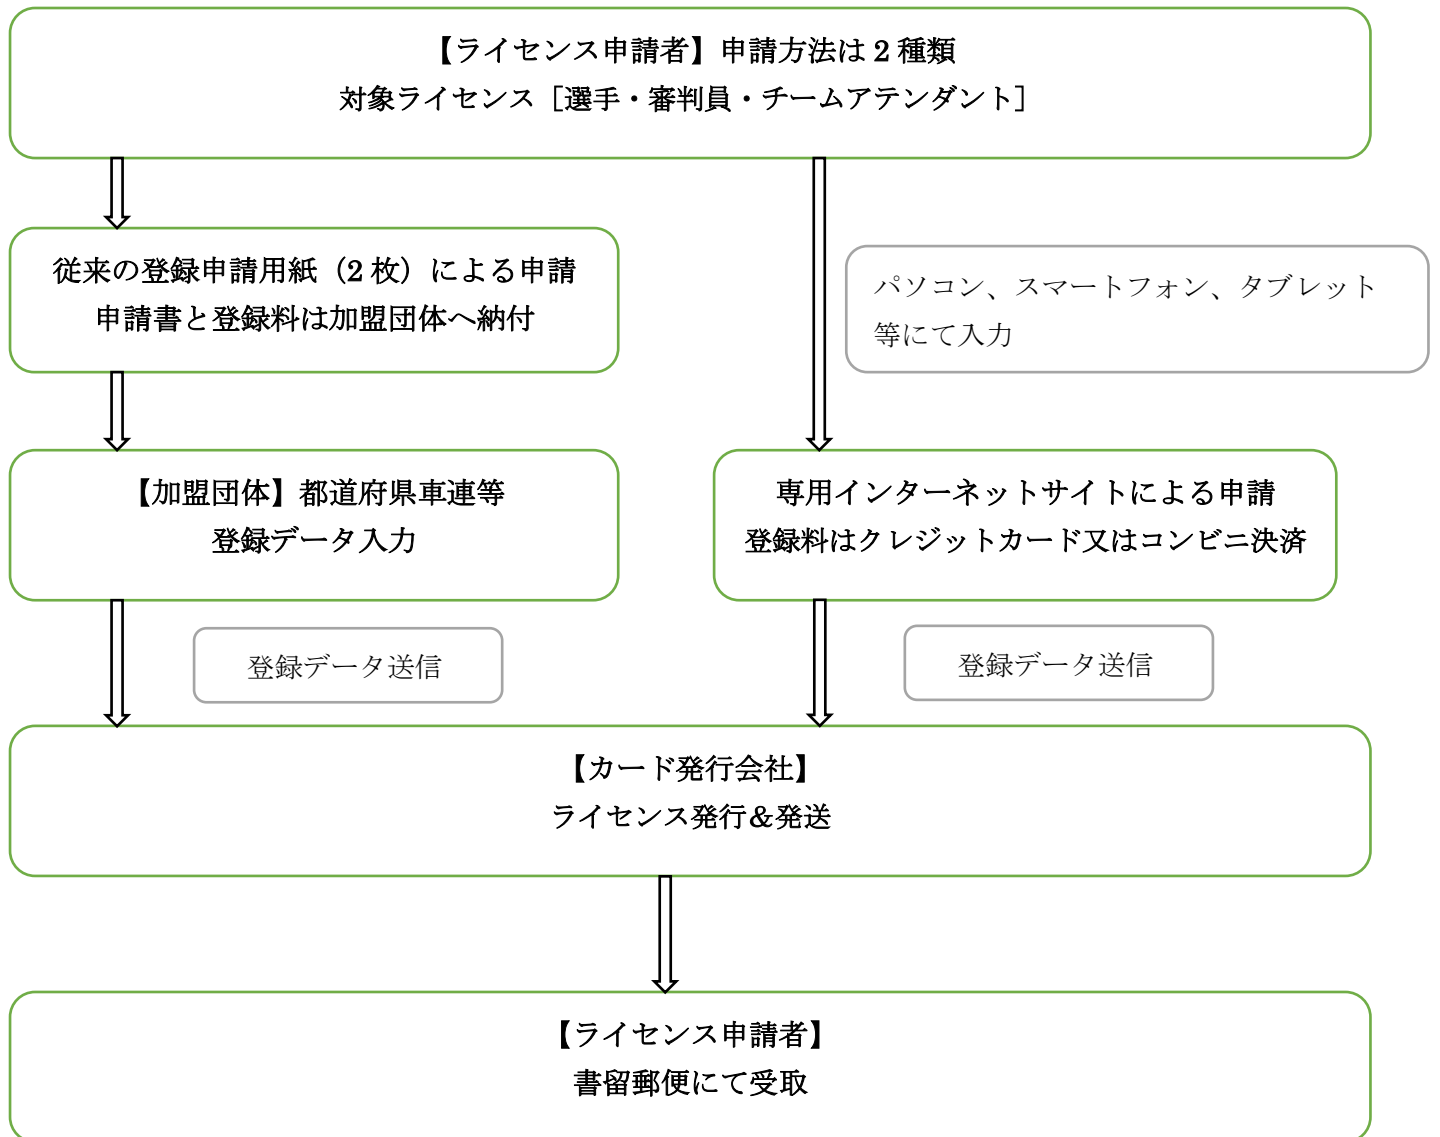 【ライセンス申請者】申請方法は 2 種類
対象ライセンス［選手・審判員・チームアテンダント］
従来の登録申請用紙（2 枚）による申請
申請書と登録料は加盟団体へ納付
パソコン、スマートフォン、タブレット
等にて入力
【加盟団体】都道府県車連等
登録データ入力
専用インターネットサイトによる申請
登録料はクレジットカード又はコンビニ決済
登録データ送信
登録データ送信
【カード発行会社】
ライセンス発行＆発送
【ライセンス申請者】
書留郵便にて受取